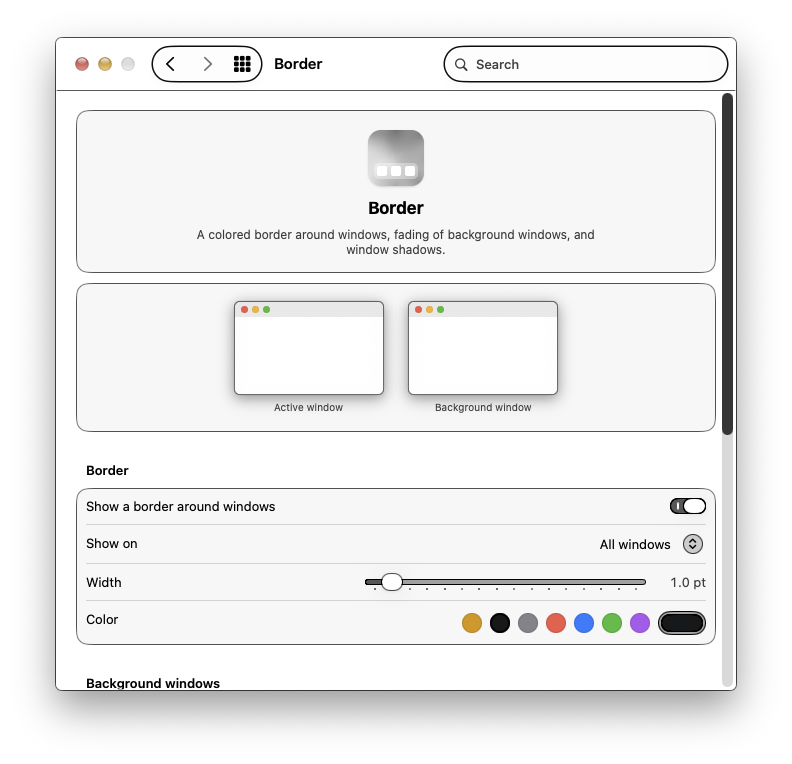 Border
Search
Border
A colored border around windows, fading of background windows, and
window shadows.
Active window
Background window
Border
Show a border around windows
Show on
All windows
Width
1.0 pt
Color
Background windows